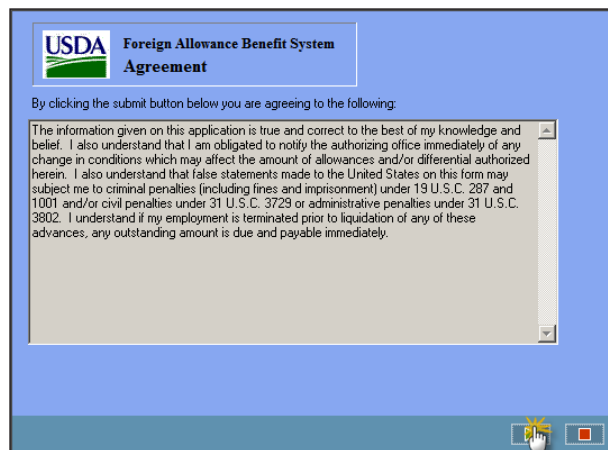 USDA
Foreign Allowance Benefit System
Agreement
By clicking the submit button below you are agreeing to the following:
The information given on this application is true and correct to the best of my knowledge and
belief. I also understand that I am obligated to notify the authorizing office immediately of any
change in conditions which may affect the amount of allowances and/or differential authorized
herein. I also understand that false statements made to the United States on this form may
subject me to criminal penalties (including fines and imprisonment) under 19 U.S.C. 287 and
1001 and/or civil penalties under 31 U.S.C. 3729 or administrative penalties under 31 U.S.C.
3802. I understand if my employment is terminated prior to liquidation of any of these
advances, any outstanding amount is due and payable immediately.